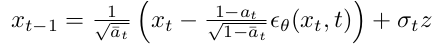 x_{t-1} = \frac{1}{\sqrt{\bar{a}_t}} \left( x_t - \frac{1-a_t}{\sqrt{1-\bar{a}_t}} \epsilon_\theta(x_t, t) \right) + \sigma_t z